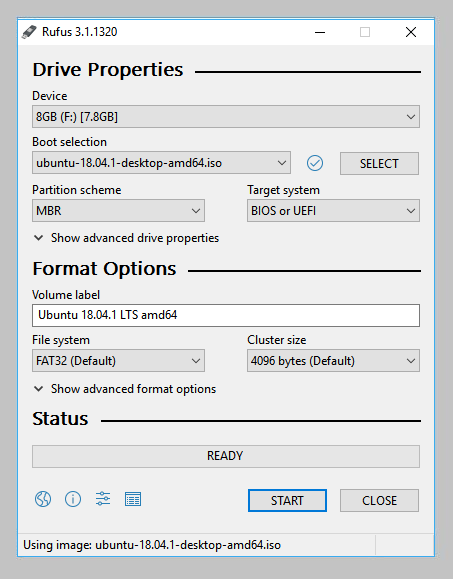 Rufus 3.1.1320
Drive Properties
Device
8GB (F:) [7.8GB]
Boot selection
ubuntu-18.04.1-desktop-amd64.iso
SELECT
Partition scheme
Target system
MBR
BIOS or UEFI
Show advanced drive properties
Format Options
Volume label
Ubuntu 18.04.1 LTS amd64
File system
Cluster size
FAT32 (Default)
4096 bytes (Default)
Show advanced format options
Status
READY
START
CLOSE
Using image: ubuntu-18.04.1-desktop-amd64.iso